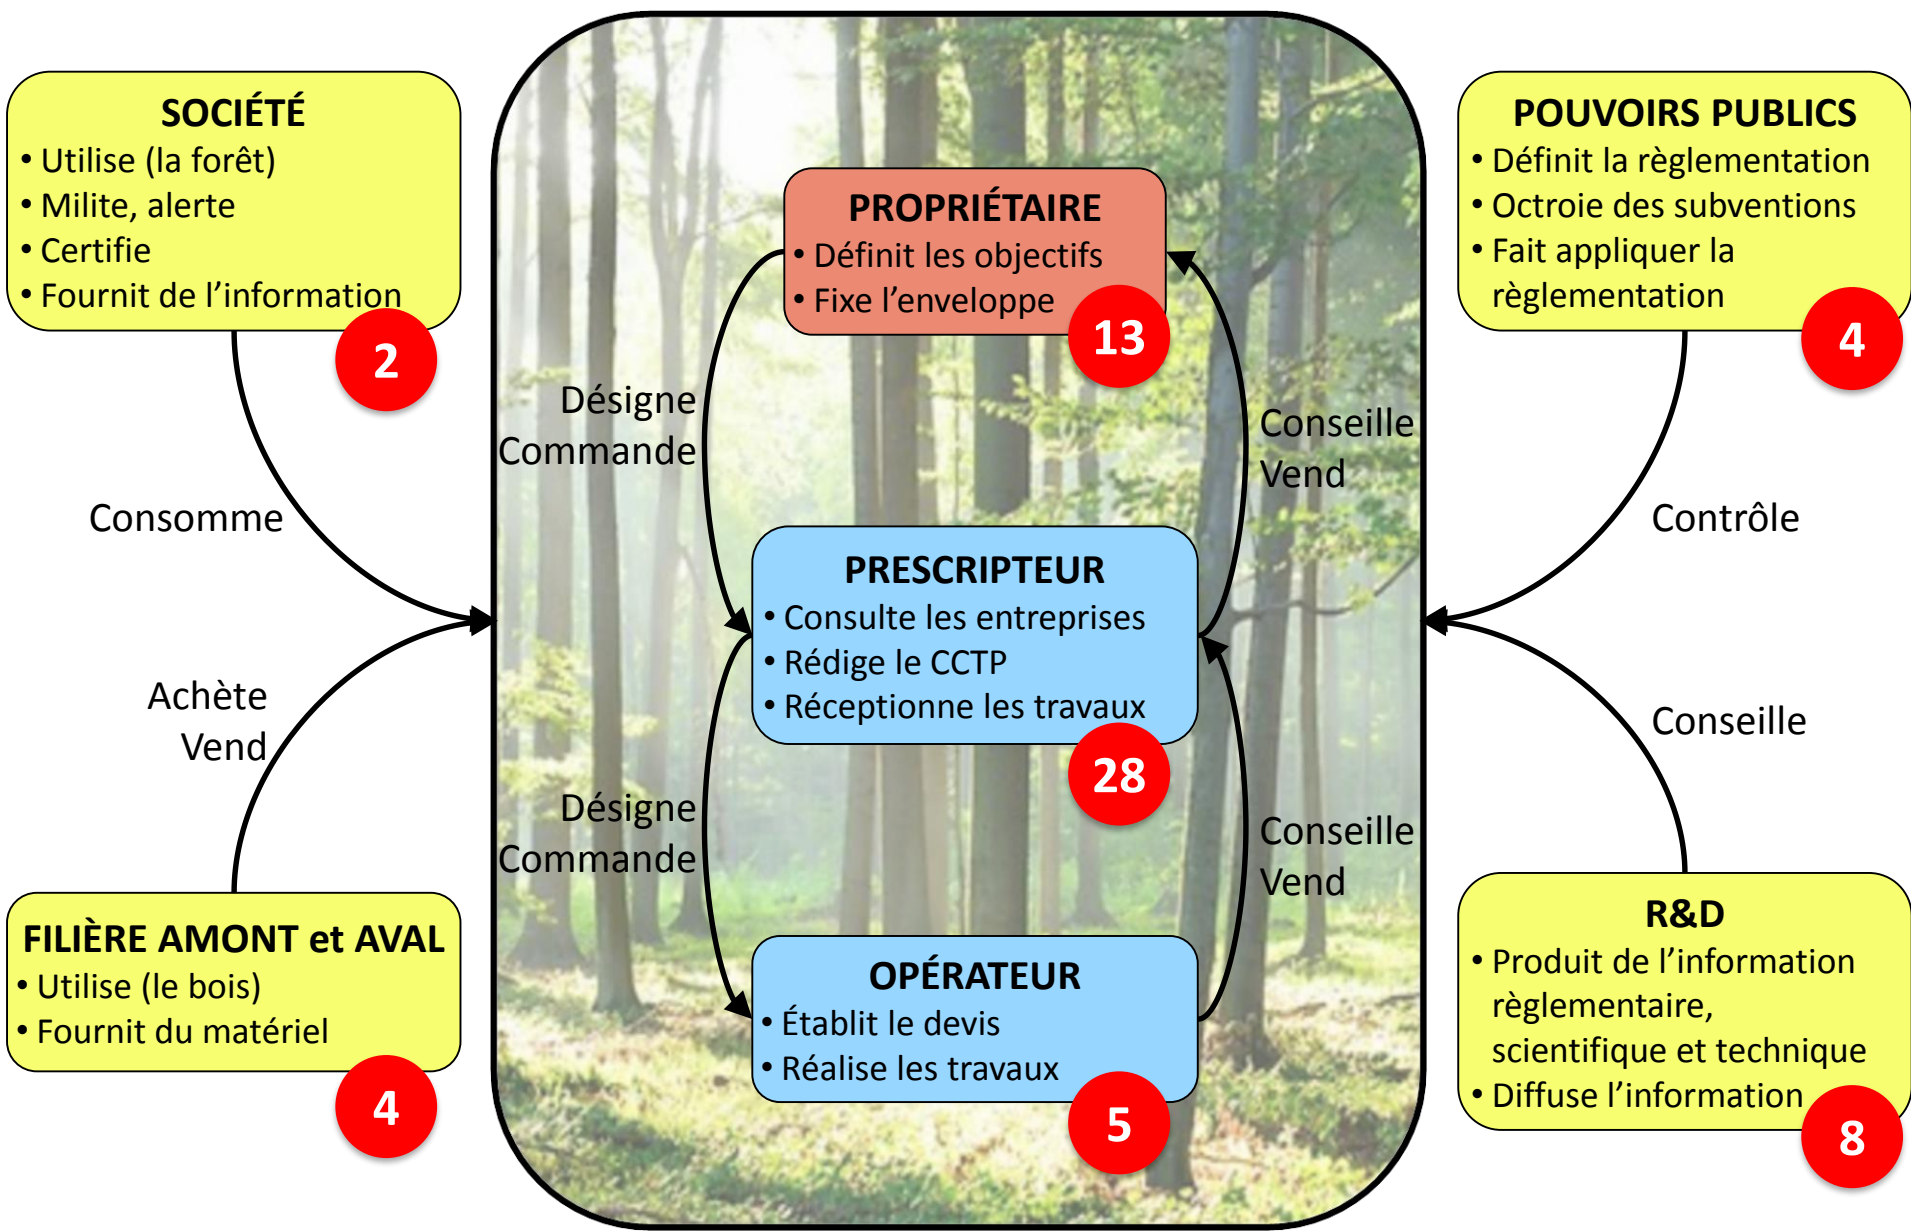 SOCIÉTÉ
• Utilise (la forêt)
• Milite, alerte
• Certifie
• Fournit de l’information
2
Consomme
Achète
Vend
FILIÈRE AMONT et AVAL
• Utilise (le bois)
• Fournit du matériel
4
PROPRIÉTAIRE
• Définit les objectifs
• Fixe l’enveloppe
13
Désigne
Commande
Conseille
Vend
PRESCRIPTEUR
• Consulte les entreprises
• Rédige le CCTP
• Réceptionne les travaux
28
Désigne
Commande
Conseille
Vend
OPÉRATEUR
• Établit le devis
• Réalise les travaux
5
POUVOIRS PUBLICS
• Définit la règlementation
• Octroie des subventions
• Fait appliquer la
règlementation
4
Contrôle
Conseille
R&D
• Produit de l’information
règlementaire,
scientifique et technique
• Diffuse l’information
8